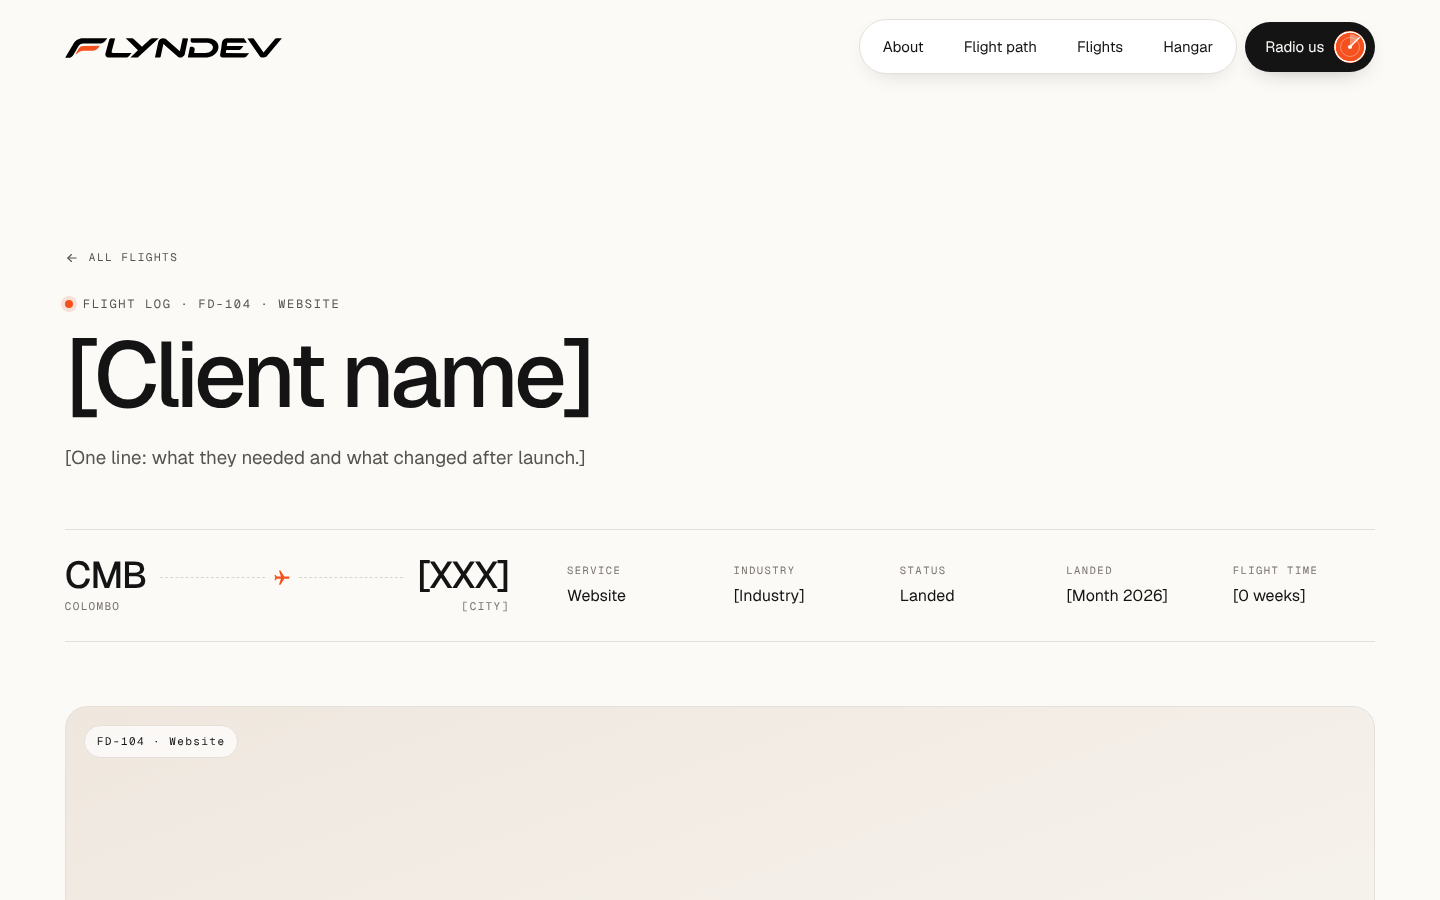 FLYNDEV
About
Flight path
Flights
Hangar
Radio us
← ALL FLIGHTS
FLIGHT LOG · FD-104 · WEBSITE
[Client name]
[One line: what they needed and what changed after launch.]
CMB
COLOMBO
[XXX]
[CITY]
SERVICE
Website
INDUSTRY
[Industry]
STATUS
Landed
LANDED
[Month 2026]
FLIGHT TIME
[0 weeks]
FD-104 · Website